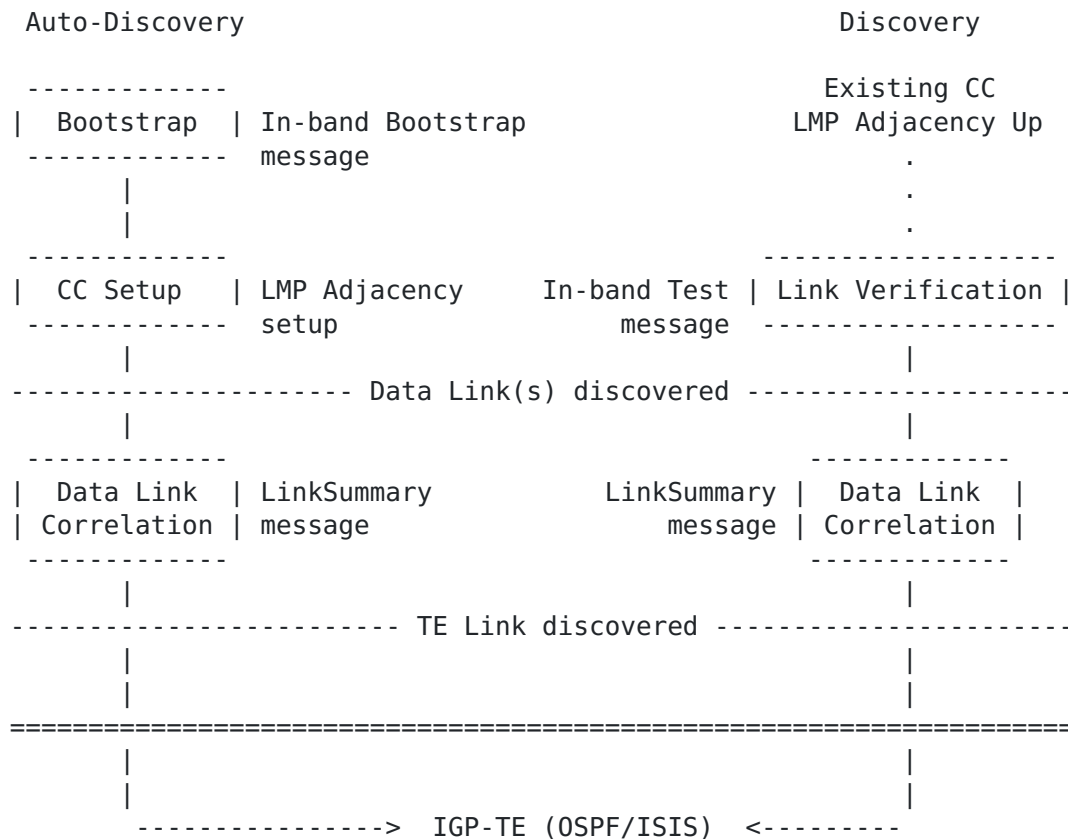 Auto-Discovery                                      Discovery

 -------------                                      Existing CC
|  Bootstrap  | In-band Bootstrap                 LMP Adjacency Up
 -------------  message                                  .
       |                                                 .
       |                                                 .
 -------------                                  -------------------
|  CC Setup   | LMP Adjacency     In-band Test | Link Verification |
 -------------  setup                  message  -------------------
       |                                                 |
---------------------- Data Link(s) discovered ---------------------
       |                                                 |
 -------------                                     -------------
|  Data Link  | LinkSummary           LinkSummary |  Data Link  |
| Correlation | message                   message | Correlation |
 -------------                                     -------------
       |                                                 |
------------------------- TE Link discovered -----------------------
       |                                                 |
       |                                                 |
====================================================================
       |                                                 |
       |                                                 |
        ---------------->  IGP-TE (OSPF/ISIS)  <---------